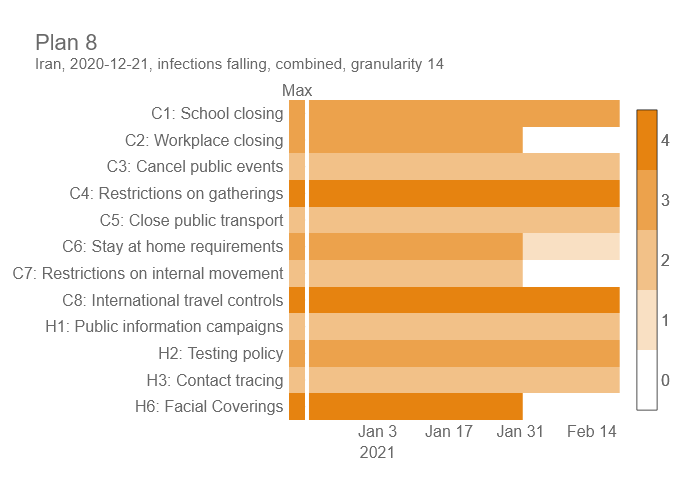 Plan 8
Iran, 2020-12-21, infections falling, combined, granularity 14
Max
C1: School closing
C2: Workplace closing
C3: Cancel public events
C4: Restrictions on gatherings
C5: Close public transport
C6: Stay at home requirements
C7: Restrictions on internal movement
C8: International travel controls
H1: Public information campaigns
H2: Testing policy
H3: Contact tracing
H6: Facial Coverings
Jan 3 Jan 17 Jan 31 Feb 14
2021
4
3
2
1
0